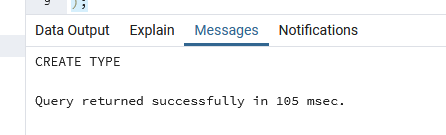 );
Data Output Explain Messages Notifications
CREATE TYPE
Query returned successfully in 105 msec.